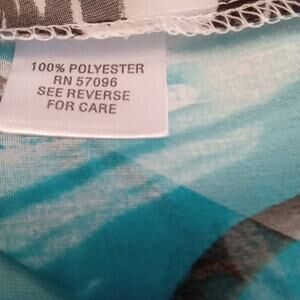 100% POLYESTER
RN 57096
SEE REVERSE
FOR CARE